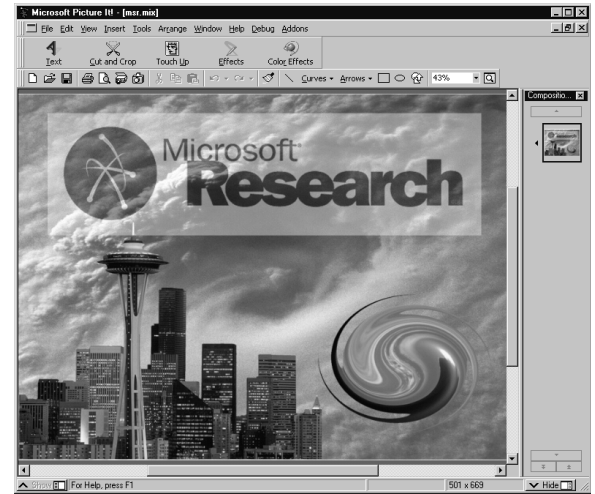 Microsoft Picture It! - [msr.mix]
File Edit View Insert Tools Arrange Window Help Debug Addons
Text Cut and Crop Touch Up Effects Color Effects
Curves Arrows 43%
Compositio...
Microsoft
Research
Show For Help, press F1 501 x 669 Hide